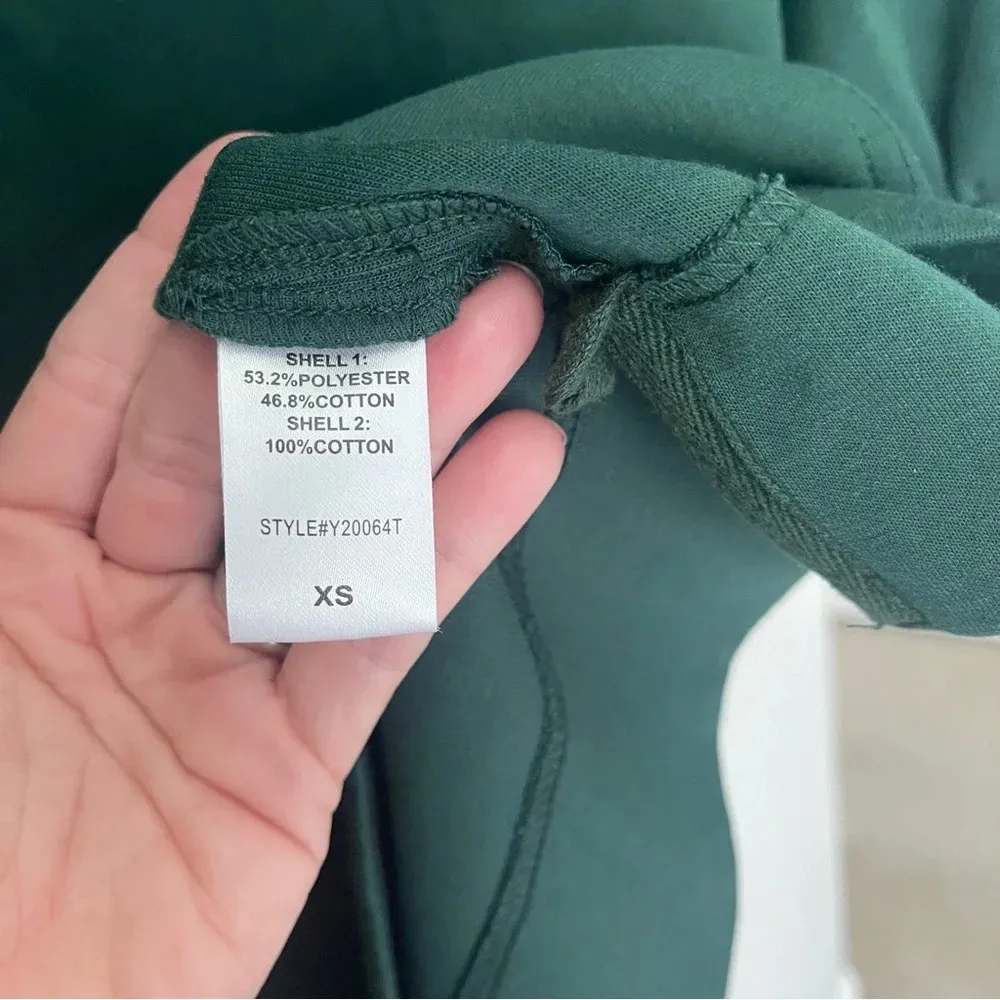 SHELL 1:
53.2%POLYESTER
46.8%COTTON
SHELL 2:
100%COTTON
STYLE#Y20064T
XS